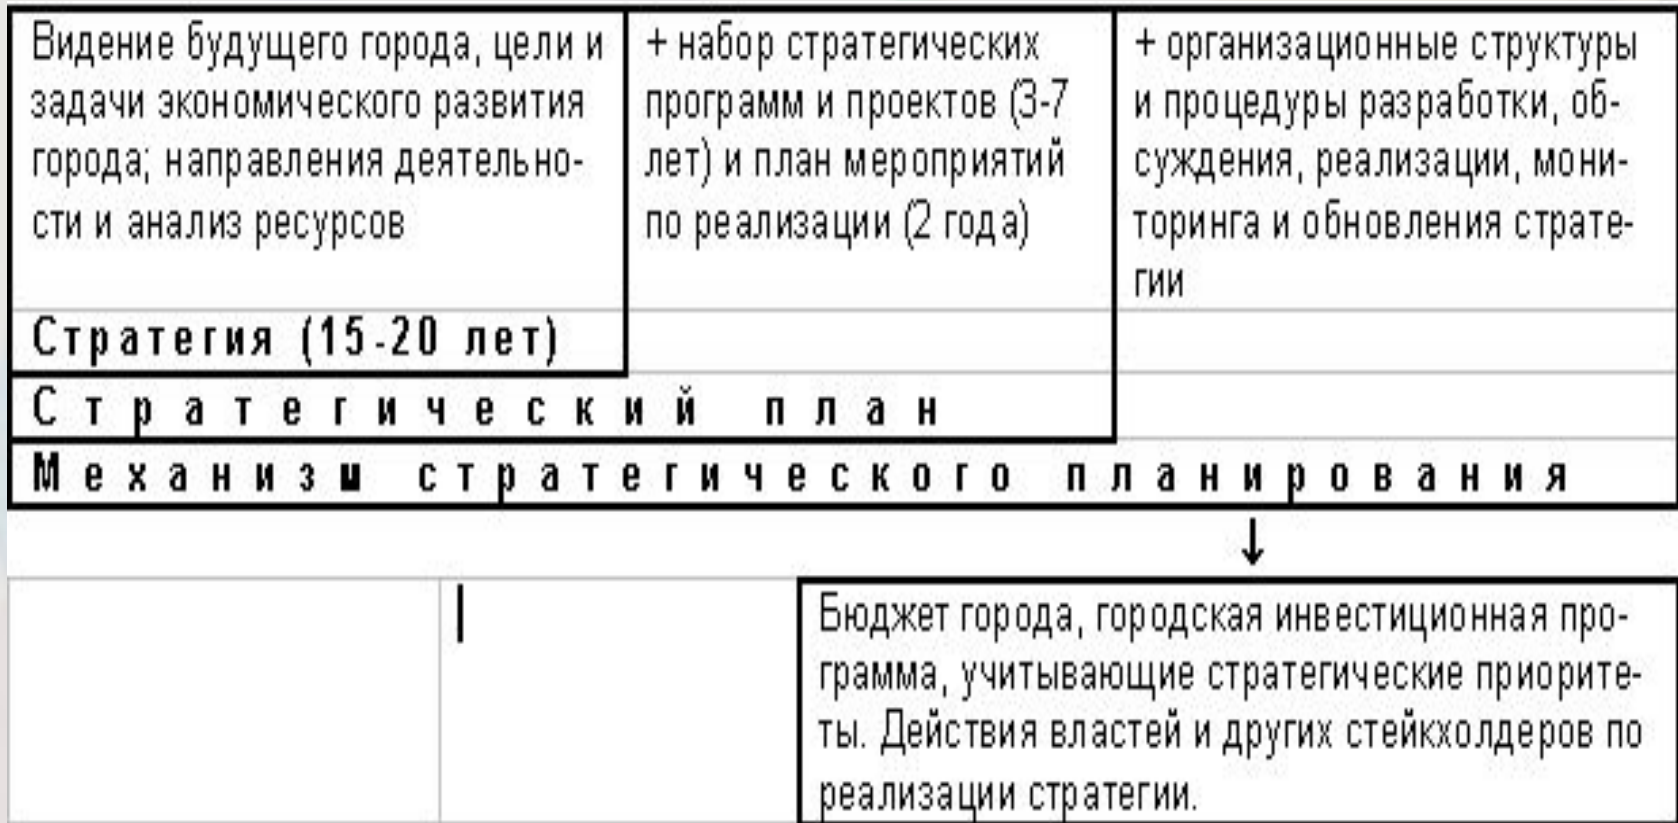 Видение будущего города, цели и
задачи экономического развития
города; направления деятельно-
сти и анализ ресурсов
+ набор стратегических
программ и проектов (3-7
лет) и план мероприятий
по реализации (2 года)
+ организационные структуры
и процедуры разработки, об-
суждения, реализации, мони-
торинга и обновления страте-
гии
Стратегия (15-20 лет)
Стратегический план
Механизм стратегического планирования
↓
Бюджет города, городская инвестиционная про-
грамма, учитывающие стратегические приорите-
ты. Действия властей и других стейкхолдеров по
реализации стратегии.